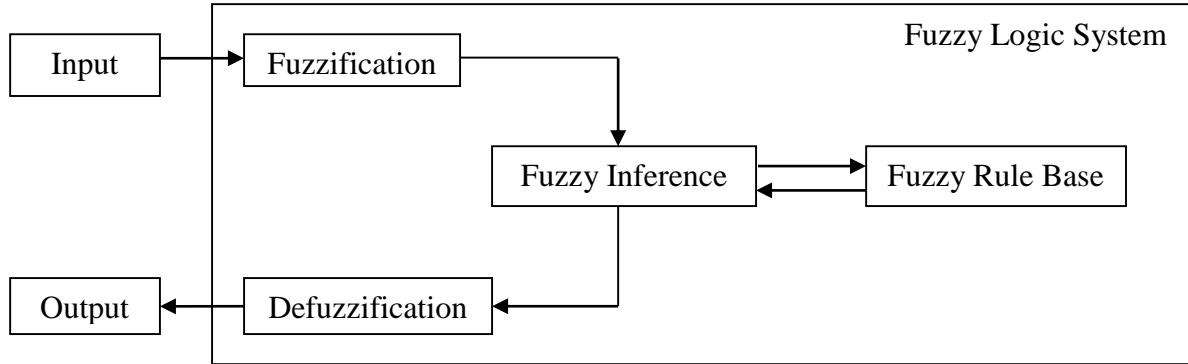 Fuzzy Logic System
Input
Fuzzification
Fuzzy Inference
Fuzzy Rule Base
Output
Defuzzification